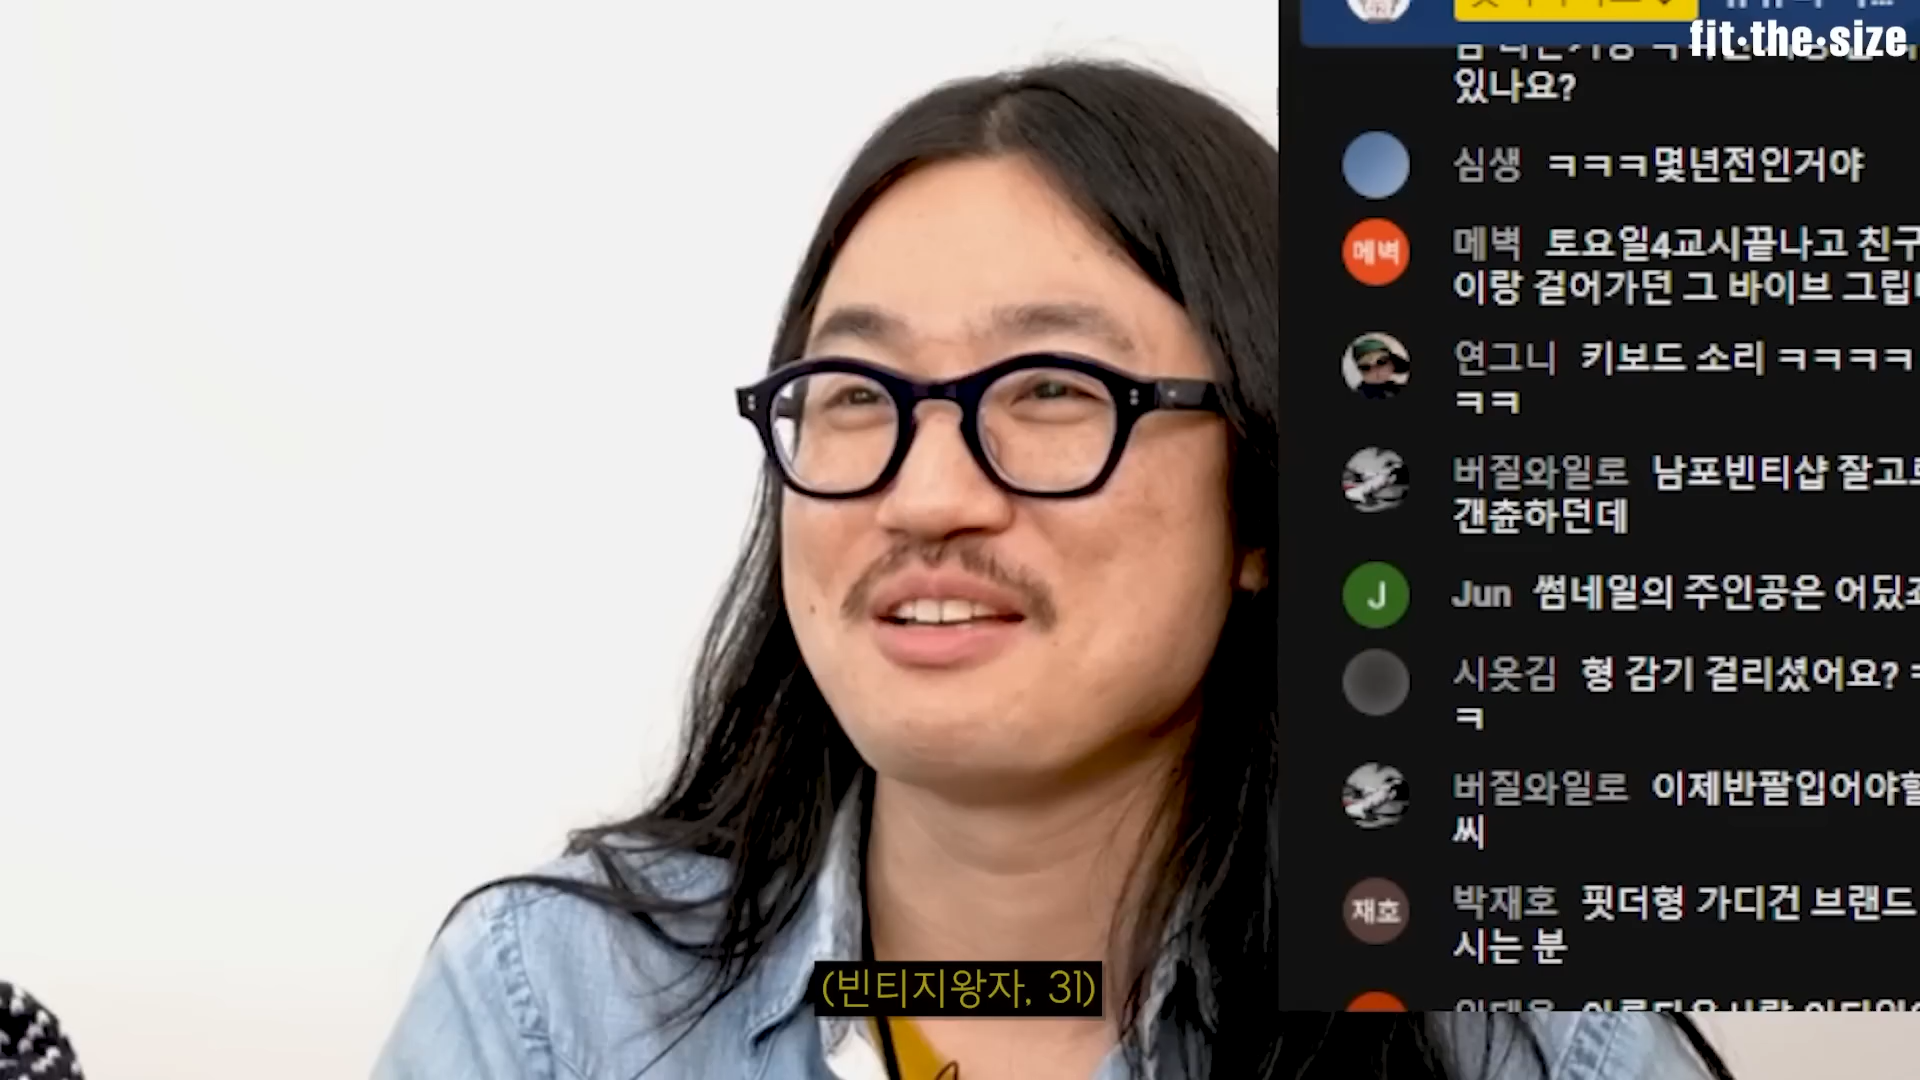 fit·the·size
있나요?
심생 ㅋㅋㅋ몇년전인거야
메벽
메벽 토요일4교시끝나고 친구
이랑 걸어가던 그 바이브 그립
연그니 키보드 소리 ㅋㅋㅋㅋ
ㅋㅋ
버질와일로 남포빈티샵 잘고
갠츈하던데
J
Jun 썸네일의 주인공은 어딨
시옷김 형 감기 걸리셨어요?
ㅋ
버질와일로 이제반팔입어야할
씨
재호
박재호 핏더형 가디건 브랜드
시는 분
(빈티지왕자, 31)